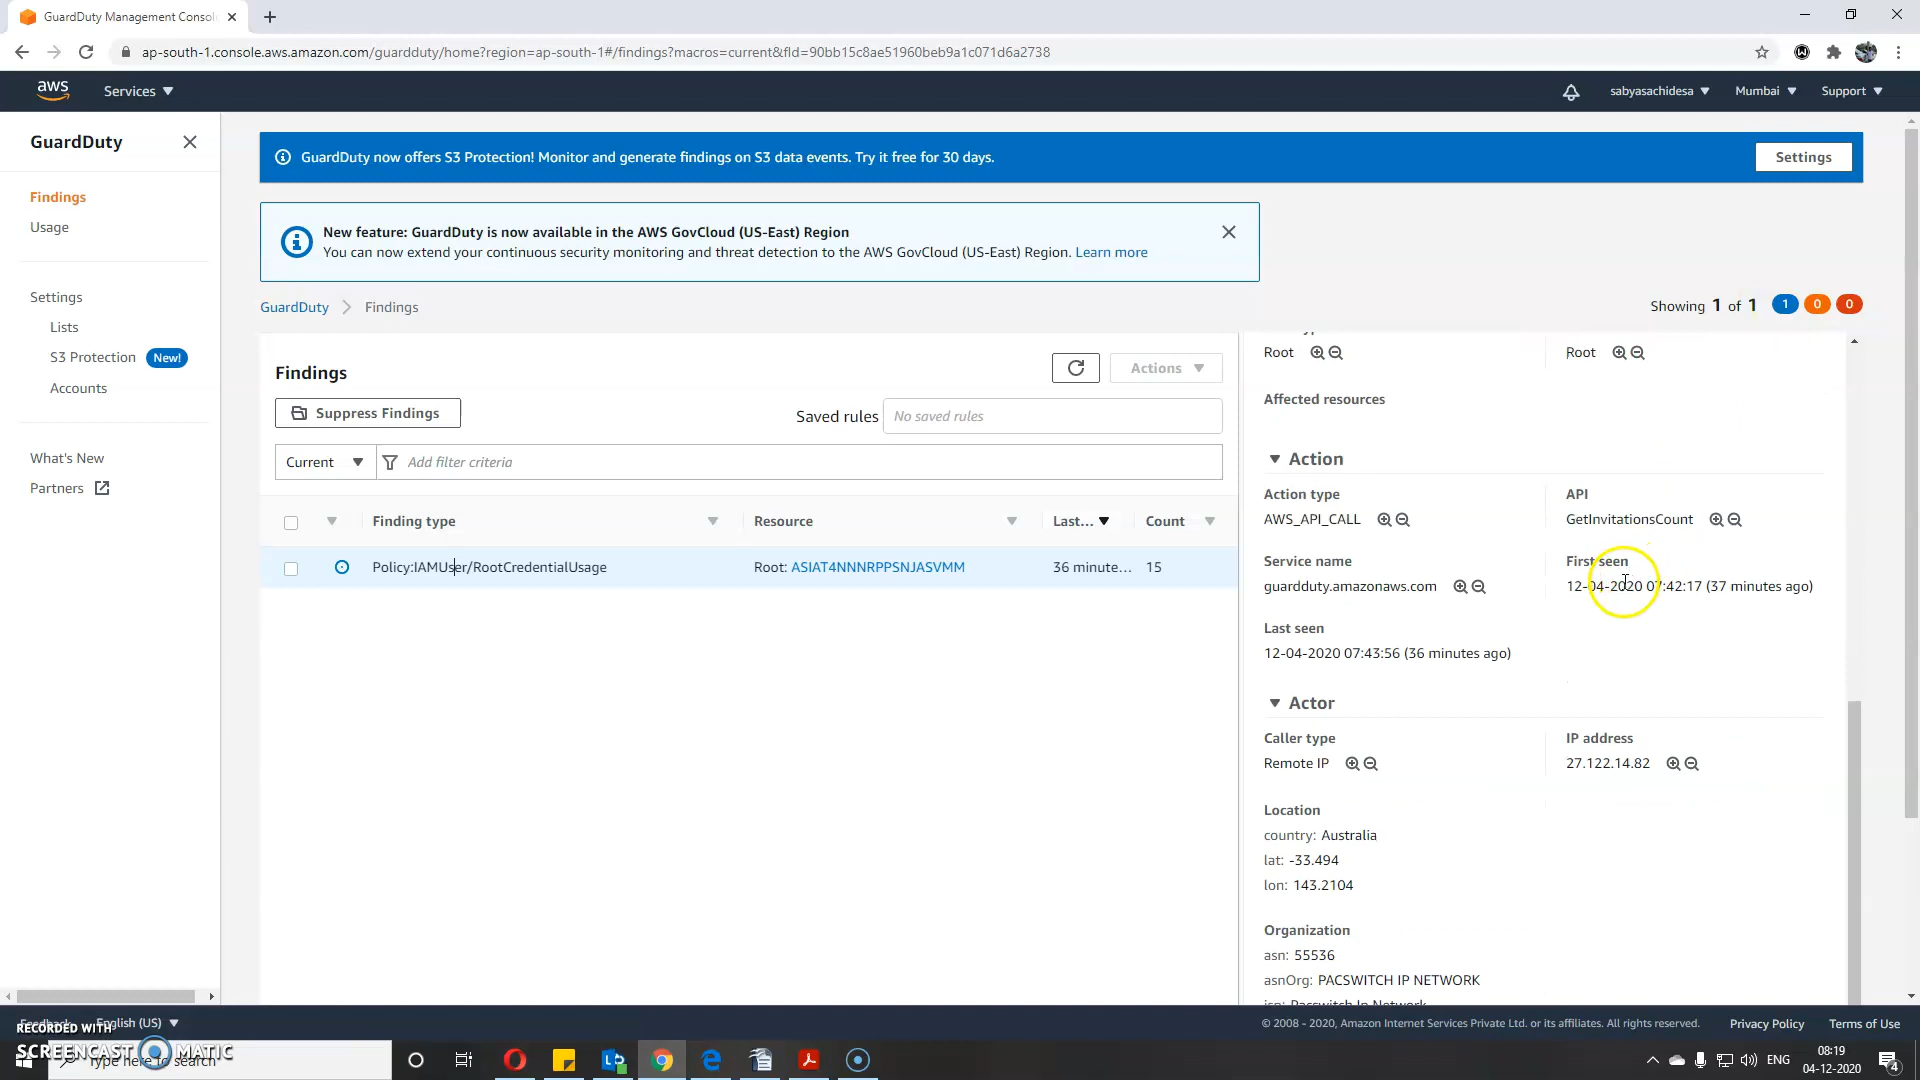 GuardDuty Management Consol
ap-south-1.console.aws.amazon.com/guardduty/home?region=ap-south-1#/findings?macros=current&fId=90bb15c8ae51960beb9a1c071d6a2738
aws
Services
sabyasachidesa
Mumbai
Support
GuardDuty
Findings
Usage
Settings
Lists
S3 Protection New!
Accounts
What's New
Partners
GuardDuty now offers S3 Protection! Monitor and generate findings on S3 data events. Try it free for 30 days.
Settings
New feature: GuardDuty is now available in the AWS GovCloud (US-East) Region
You can now extend your continuous security monitoring and threat detection to the AWS GovCloud (US-East) Region. Learn more
GuardDuty Findings
Showing 1 of 1 1 0 0
Findings
Actions
Suppress Findings
Saved rules No saved rules
Current Add filter criteria
Finding type Resource Last... Count
Policy:IAMUser/RootCredentialUsage Root: ASIAT4NNNRPPSNJASVMM 36 minute... 15
Root Root
Affected resources
Action
Action type API
AWS_API_CALL GetInvitationsCount
Service name First seen
guardduty.amazonaws.com 12-04-2020 07:42:17 (37 minutes ago)
Last seen
12-04-2020 07:43:56 (36 minutes ago)
Actor
Caller type IP address
Remote IP 27.122.14.82
Location
country: Australia
lat: -33.494
lon: 143.2104
Organization
asn: 55536
asnOrg: PACSWITCH IP NETWORK
isp: Pacswitch Ip Network
Feedback English (US)
© 2008 - 2020, Amazon Internet Services Private Ltd. or its affiliates. All rights reserved. Privacy Policy Terms of Use
RECORDED WITH
SCREENCAST MATIC
Type here to search
ENG
08:19
04-12-2020
4